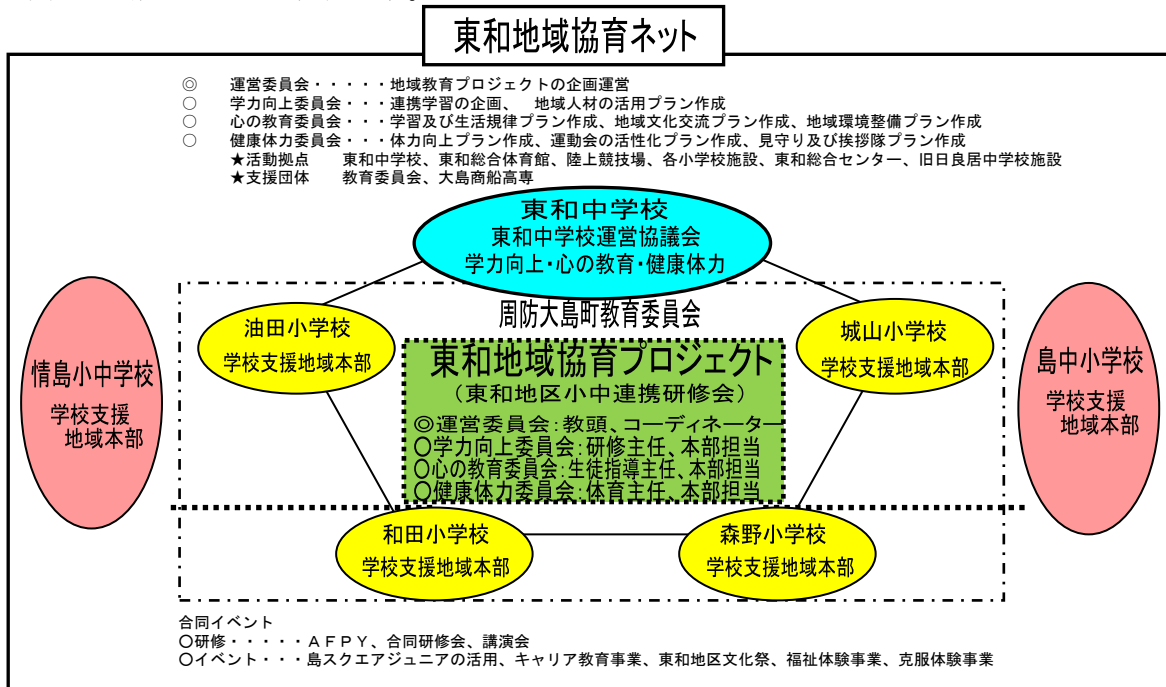 東和地域協育ネット
◎　運営委員会・・・・・地域教育プロジェクトの企画運営
○　学力向上委員会・・・連携学習の企画、　地域人材の活用プラン作成
○　心の教育委員会・・・学習及び生活規律プラン作成、地域文化交流プラン作成、地域環境整備プラン作成
○　健康体力委員会・・・体力向上プラン作成、運動会の活性化プラン作成、見守り及び挨拶隊プラン作成
★活動拠点　　東和中学校、東和総合体育館、陸上競技場、各小学校施設、東和総合センター、旧日良居中学校施設
★支援団体　　教育委員会、大島商船高専
東和中学校
東和中学校運営協議会
学力向上・心の教育・健康体力
周防大島町教育委員会
油田小学校
学校支援地域本部
城山小学校
学校支援地域本部
情島小中学校
学校支援
地域本部
島中小学校
学校支援
地域本部
東和地域協育プロジェクト
（東和地区小中連携研修会）
◎運営委員会：教頭、コーディネーター
○学力向上委員会：研修主任、本部担当
○心の教育委員会：生徒指導主任、本部担当
○健康体力委員会：体育主任、本部担当
和田小学校
学校支援地域本部
森野小学校
学校支援地域本部
合同イベント
○研修・・・・・ＡＦＰＹ、合同研修会、講演会
○イベント・・・島スクエアジュニアの活用、キャリア教育事業、東和地区文化祭、福祉体験事業、克服体験事業